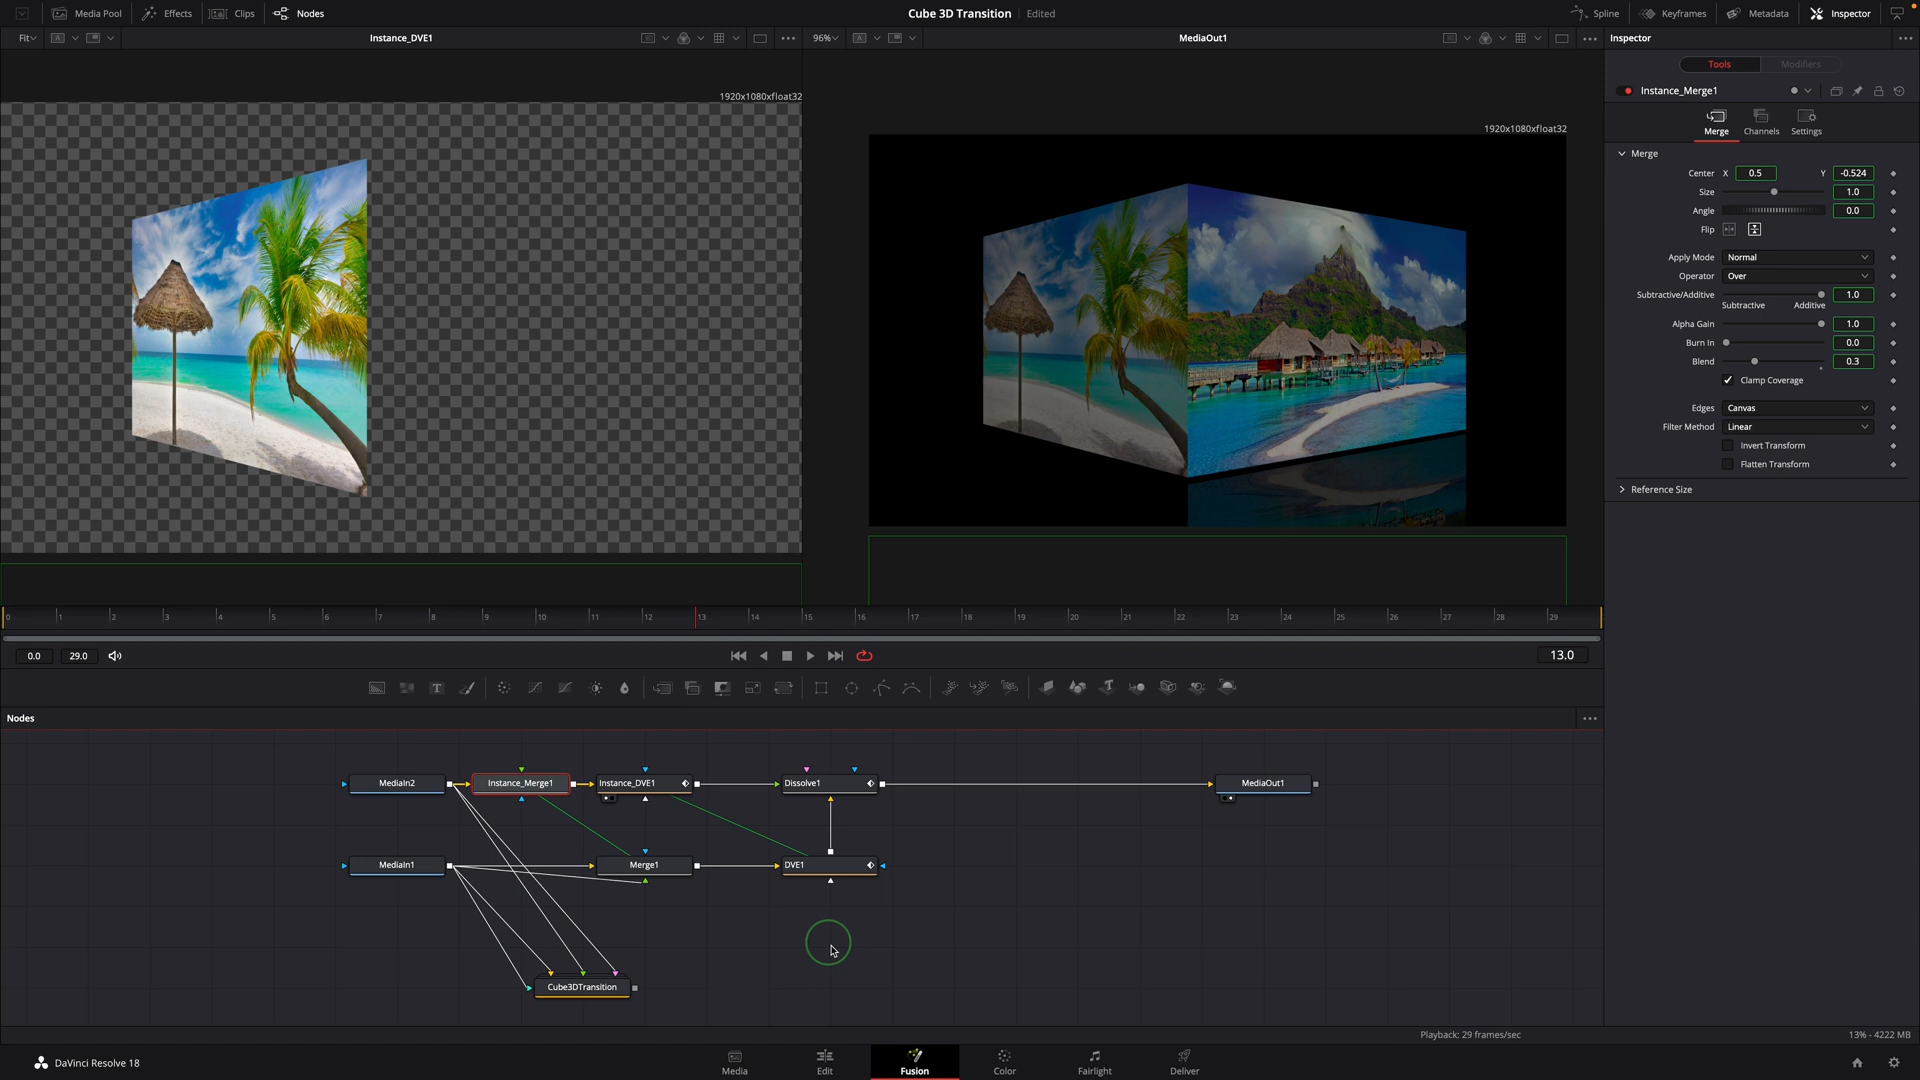 Media Pool Effects Clips Nodes Cube 3D Transition Edited Spline Keyframes Metadata Inspector
Fit Instance_DVE1 96% MediaOut1 Inspector
Tools Modifiers
Instance_Merge1
1920x1080xfloat32
1920x1080xfloat32
Merge Channels Settings
Merge
Center X 0.5 Y -0.524
Size 1.0
Angle 0.0
Flip
Apply Mode Normal
Operator Over
Subtractive/Additive 1.0
Subtractive Additive
Alpha Gain 1.0
Burn In 0.0
Blend 0.3
Clamp Coverage
Edges Canvas
Filter Method Linear
Invert Transform
Flatten Transform
Reference Size
0 1 2 3 4 5 6 7 8 9 10 11 12 13 14 15 16 17 18 19 20 21 22 23 24 25 26 27 28 29
0.0 29.0 13.0
T T
Nodes
MediaIn2 Instance_Merge1 Instance_DVE1 Dissolve1 MediaOut1
MediaIn1 Merge1 DVE1
Cube3DTransition
Playback: 29 frames/sec 13% - 4222 MB
DaVinci Resolve 18 Media Edit Fusion Color Fairlight Deliver